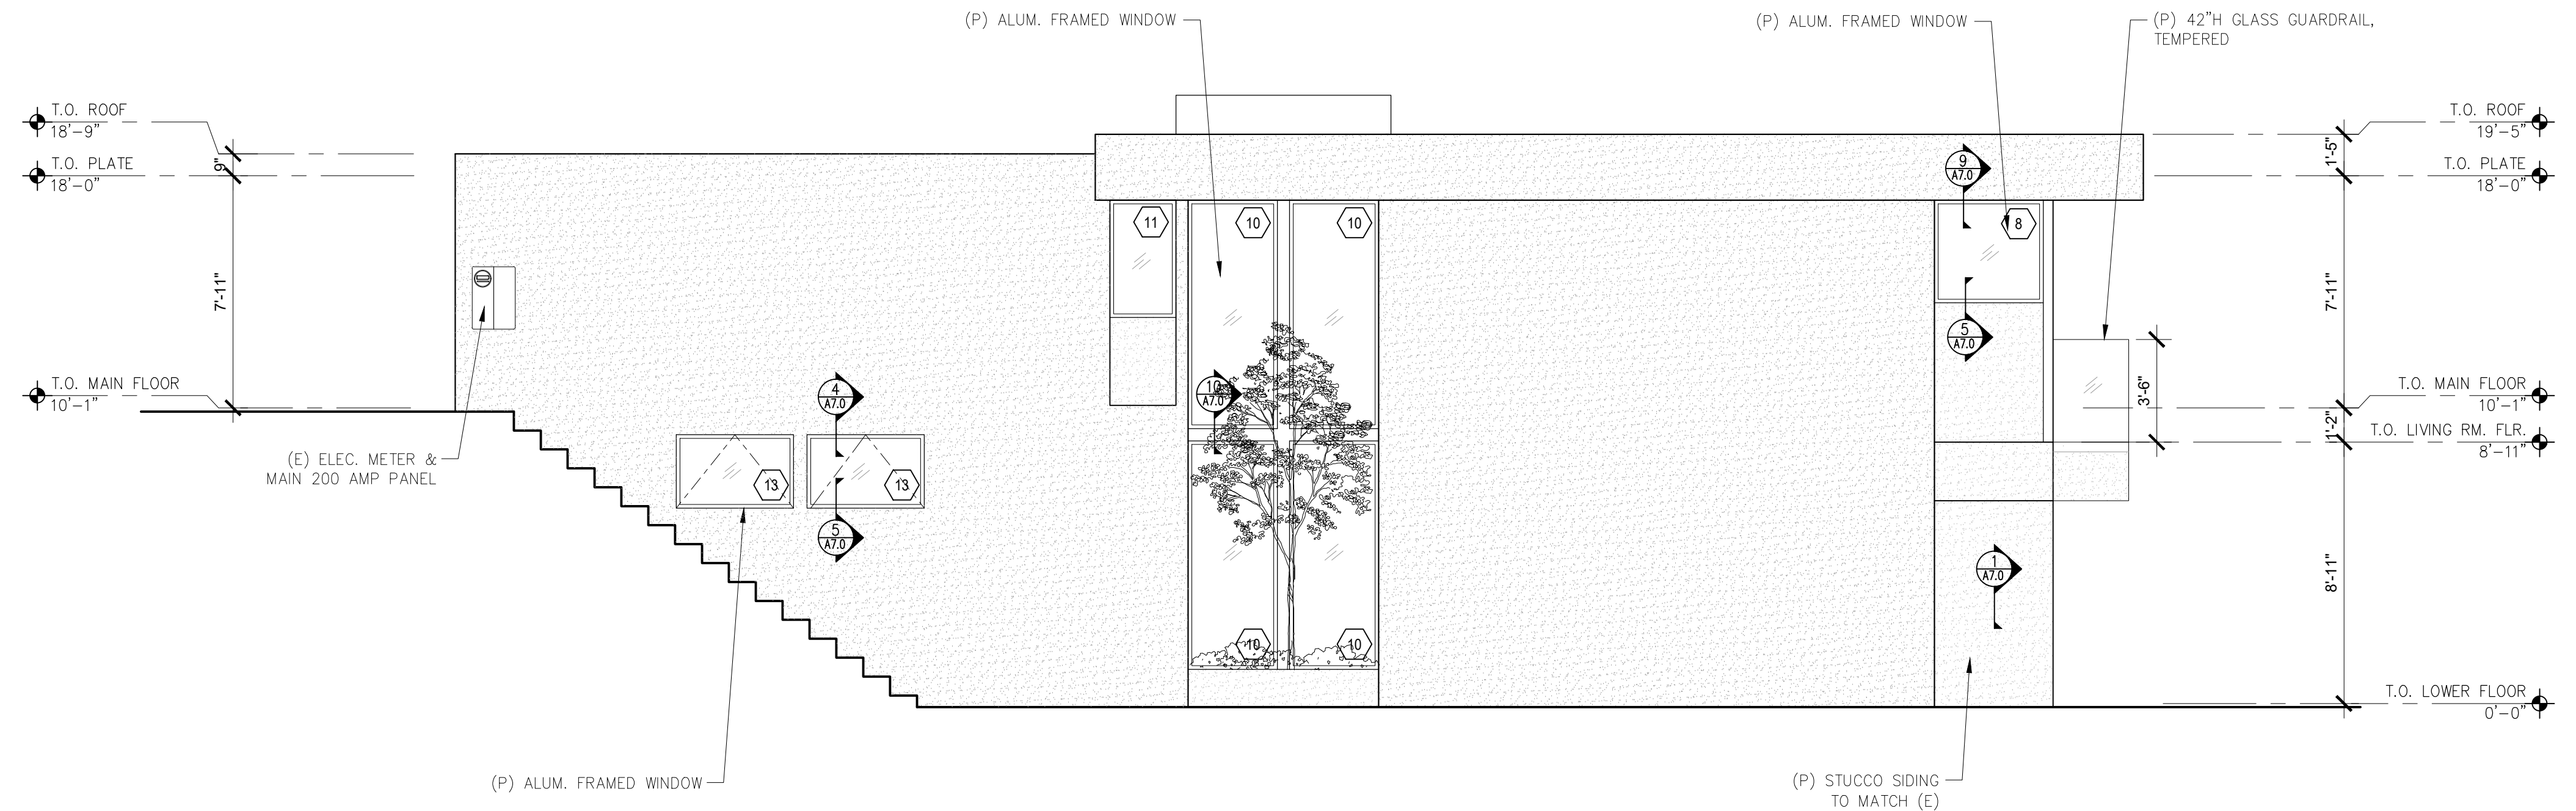 (P) ALUM. FRAMED WINDOW
(P) ALUM. FRAMED WINDOW
(P) 42"H GLASS GUARDRAIL,
TEMPERED
T.O. ROOF
18'-9"
T.O. PLATE
18'-0"
9"
7'-11"
T.O. MAIN FLOOR
10'-1"
(E) ELEC. METER &
MAIN 200 AMP PANEL
4
A7.0
13
13
5
A7.0
(P) ALUM. FRAMED WINDOW
11
10
10
10
A7.0
10
10
9
A7.0
8
5
A7.0
1
A7.0
(P) STUCCO SIDING
TO MATCH (E)
3'-6"
T.O. ROOF
19'-5"
1'-5"
T.O. PLATE
18'-0"
7'-11"
T.O. MAIN FLOOR
10'-1"
1'-2"
T.O. LIVING RM. FLR.
8'-11"
8'-11"
T.O. LOWER FLOOR
0'-0"